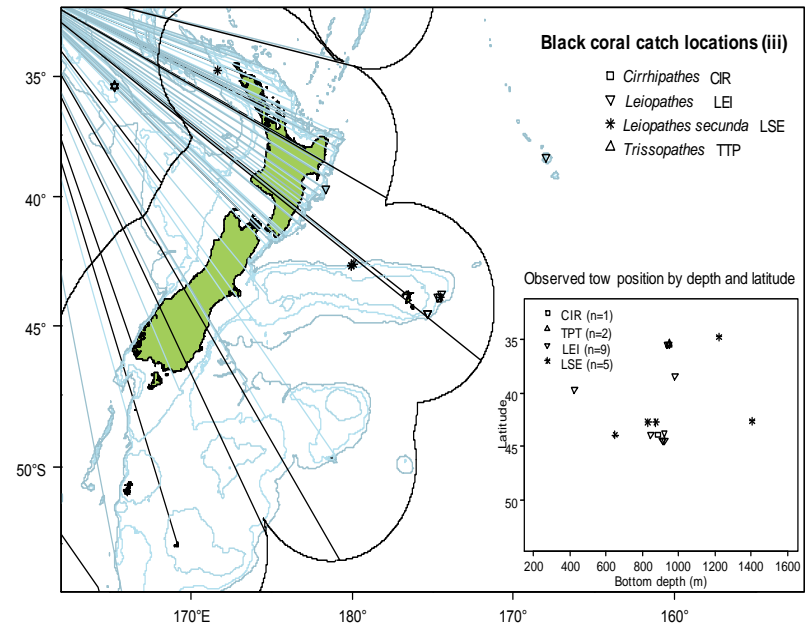 Black coral catch locations (iii)
Cirrhipathes CIR
Leiopathes LEI
Leiopathes secunda LSE
Trissopathes TTP
35°
40°
45°
50°S
170°E
180°
170°
160°
Observed tow position by depth and latitude
CIR (n=1)
TPT (n=2)
LEI (n=9)
LSE (n=5)
Latitude
35
40
45
50
200 400 600 800 1000 1200 1400 1600
Bottom depth (m)